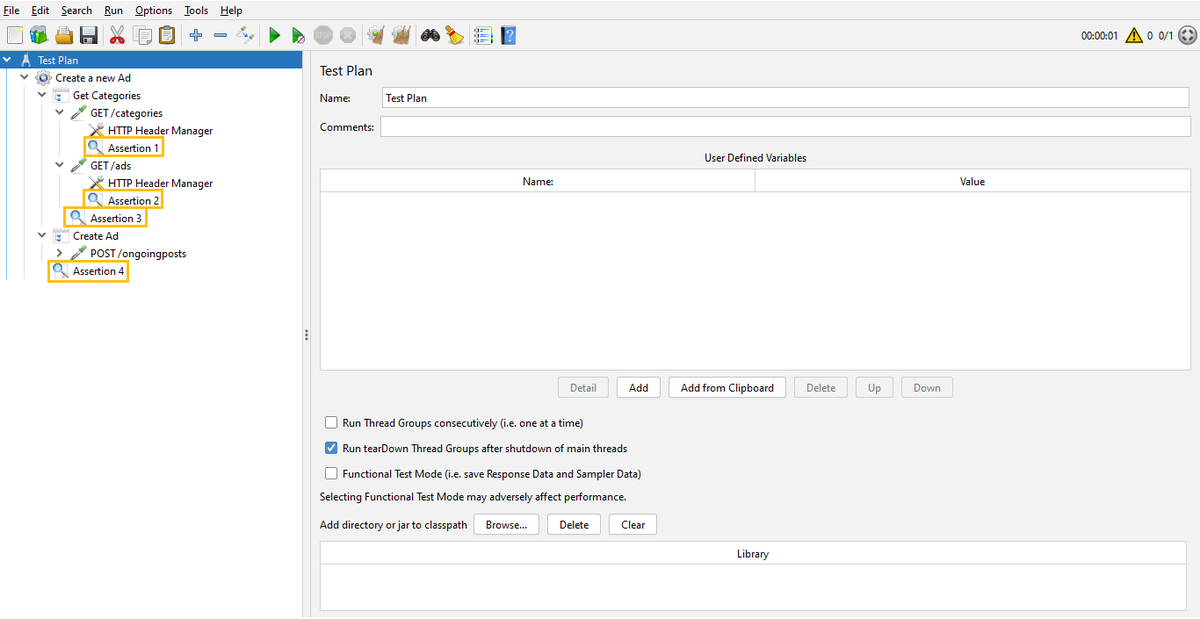 File Edit Search Run Options Tools Help
00:00:01 0 0/1
Test Plan
Create a new Ad
Get Categories
GET /categories
HTTP Header Manager
Assertion 1
GET /ads
HTTP Header Manager
Assertion 2
Assertion 3
Create Ad
POST /ongoingposts
Assertion 4
Test Plan
Name: Test Plan
Comments:
User Defined Variables
Name: Value
Detail Add Add from Clipboard Delete Up Down
Run Thread Groups consecutively (i.e. one at a time)
Run tearDown Thread Groups after shutdown of main threads
Functional Test Mode (i.e. save Response Data and Sampler Data)
Selecting Functional Test Mode may adversely affect performance.
Add directory or jar to classpath Browse... Delete Clear
Library